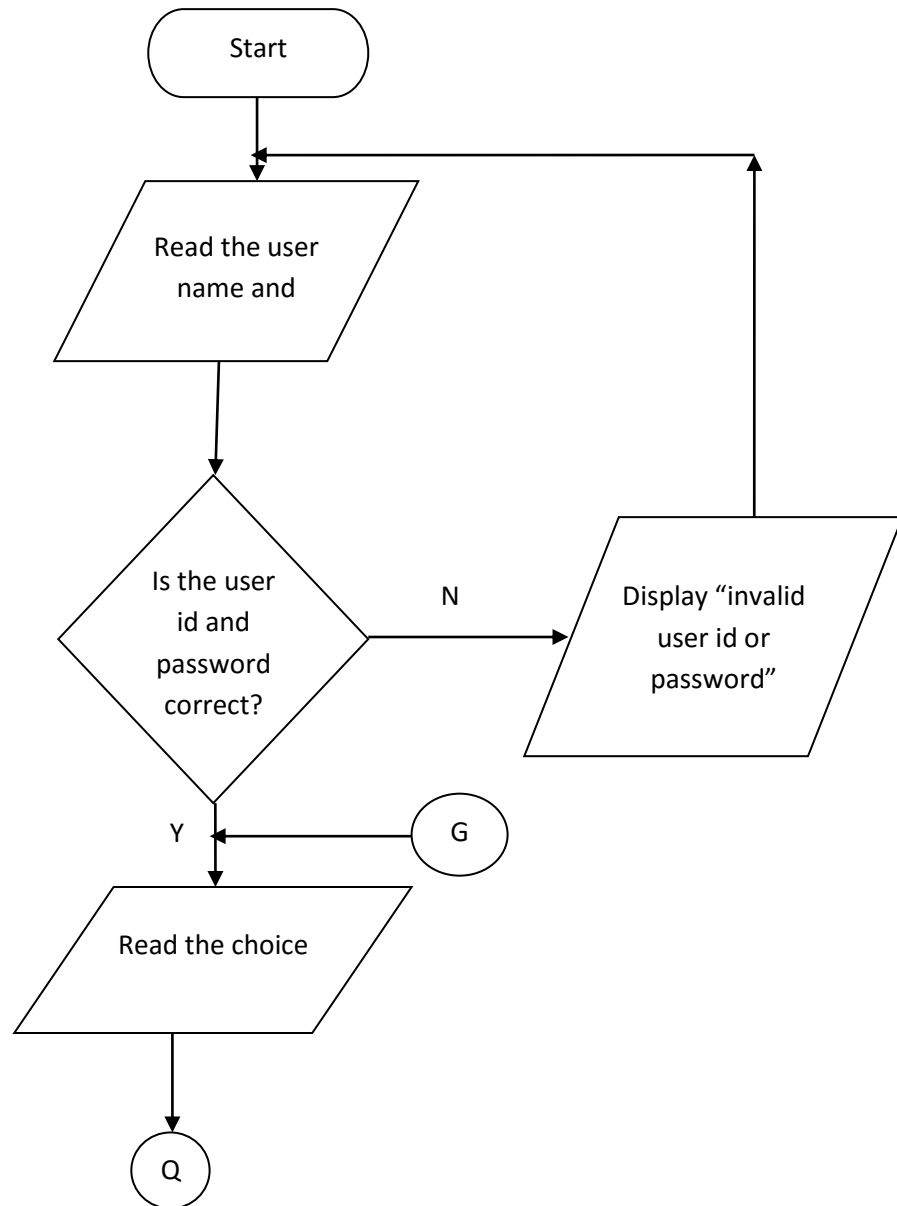 Start
Read the user
name and
Is the user
id and
password
correct?
N
Display “invalid
user id or
password”
Y
G
Read the choice
Q